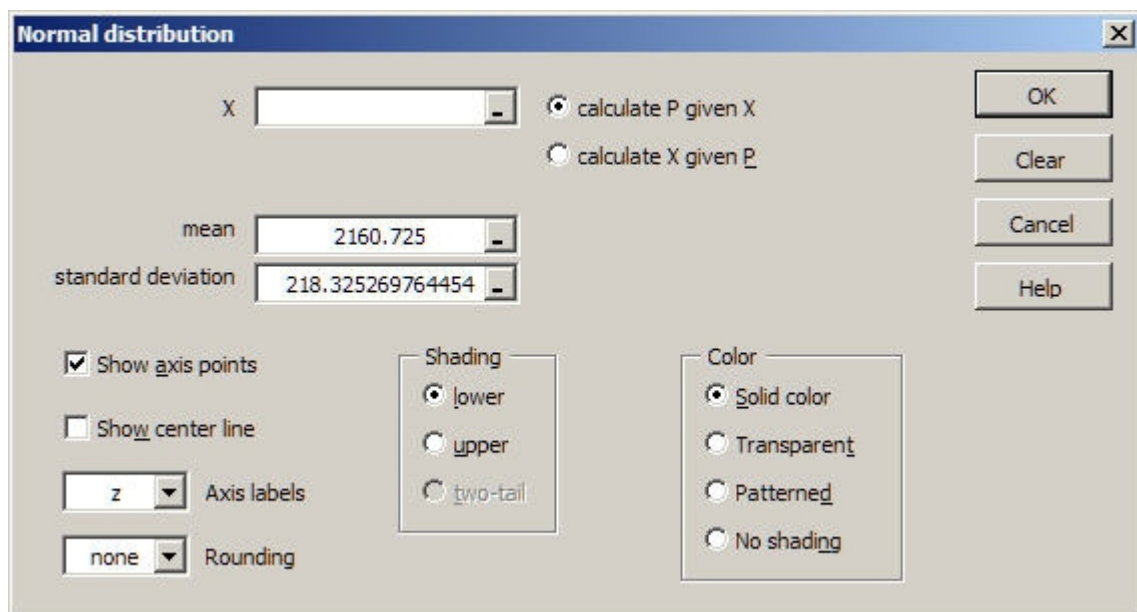 Normal distribution
X
calculate P given X
OK
calculate X given P
Clear
mean
2160.725
Cancel
standard deviation
218.325269764454
Help
Show axis points
Show center line
z
Axis labels
none
Rounding
Shading
lower
upper
two-tail
Color
Solid color
Transparent
Patterned
No shading